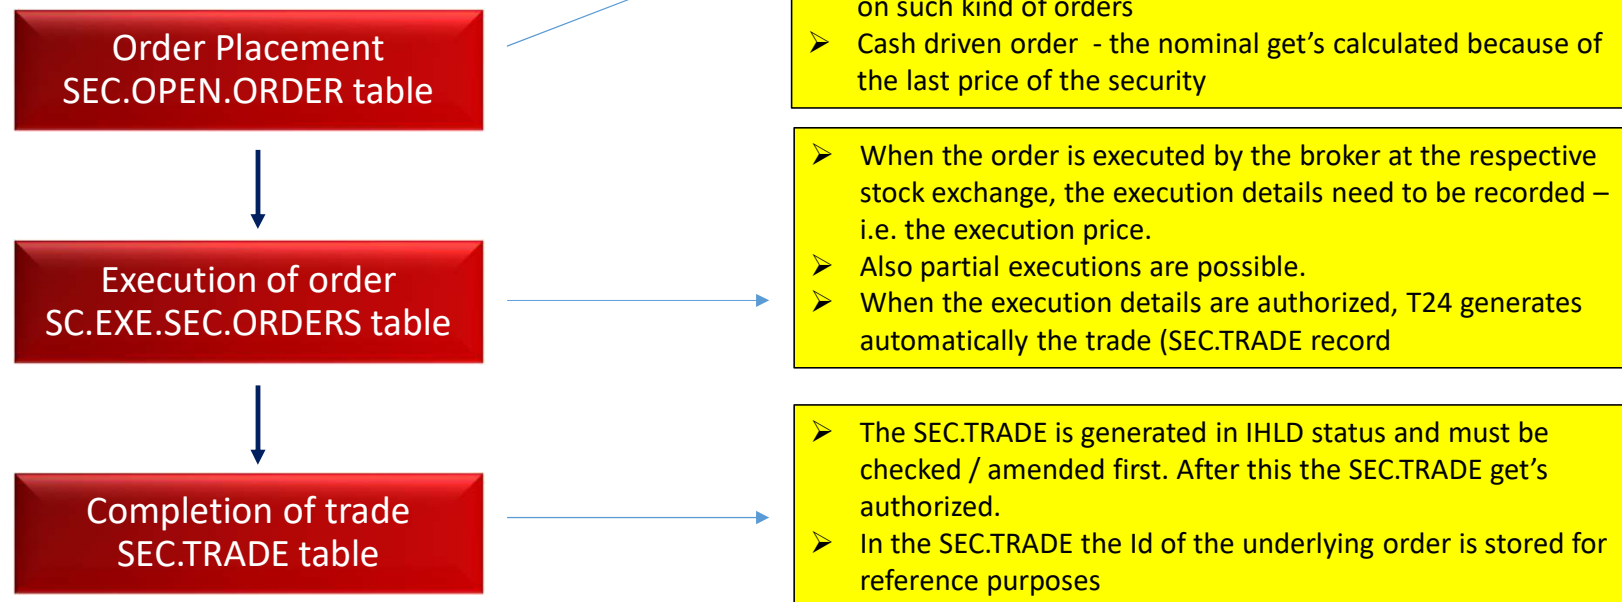 Order Placement
SEC.OPEN.ORDER table
on such kind of orders
➢ Cash driven order - the nominal get's calculated because of
the last price of the security
Execution of order
SC.EXE.SEC.ORDERS table
➢ When the order is executed by the broker at the respective
stock exchange, the execution details need to be recorded –
i.e. the execution price.
➢ Also partial executions are possible.
➢ When the execution details are authorized, T24 generates
automatically the trade (SEC.TRADE record
Completion of trade
SEC.TRADE table
➢ The SEC.TRADE is generated in IHLD status and must be
checked / amended first. After this the SEC.TRADE get's
authorized.
➢ In the SEC.TRADE the Id of the underlying order is stored for
reference purposes